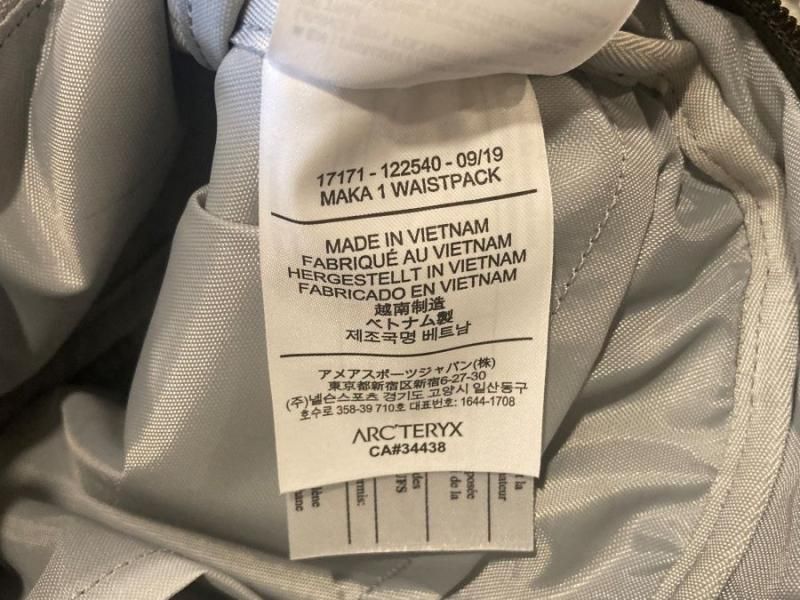 17171 - 122540 - 09/19
MAKA 1 WAISTPACK
MADE IN VIETNAM
FABRIQUÉ AU VIETNAM
HERGESTELLT IN VIETNAM
FABRICADO EN VIETNAM
越南制造
ベトナム製
제조국명 베트남
アメアスポーツジャパン(株)
東京都新宿区新宿6-27-30
(주)넬슨스포츠 경기도 고양시 일산동구
호수로 358-39 710호 대표번호: 1644-1708
ARC'TERYX
CA#34438